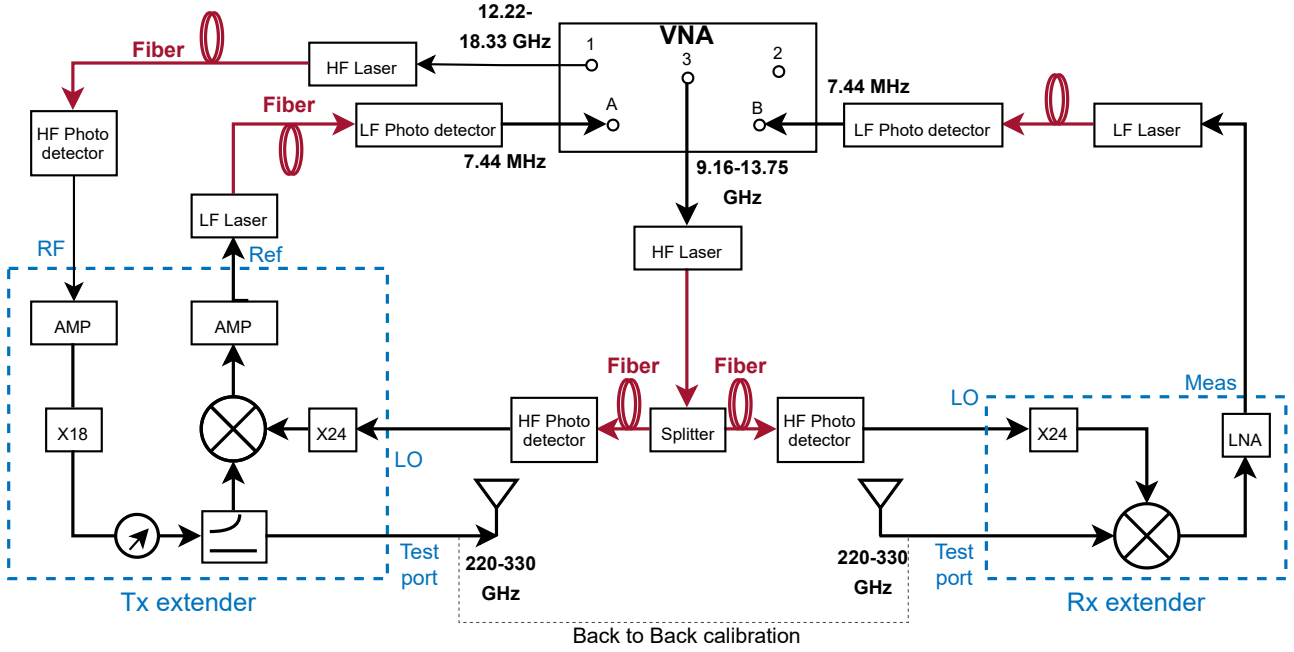 12.22-
18.33 GHz
VNA
1
3
2
Fiber
HF Laser
7.44 MHz
Fiber
A
B
HF Photo
detector
LF Photo detector
LF Photo detector
LF Laser
7.44 MHz
9.16-13.75
GHz
LF Laser
HF Laser
RF
Ref
AMP
AMP
Fiber
Fiber
Meas
LO
X18
X24
HF Photo
detector
Splitter
HF Photo
detector
X24
LNA
LO
Test
port
220-330
GHz
220-330
GHz
Test
port
Tx extender
Rx extender
Back to Back calibration